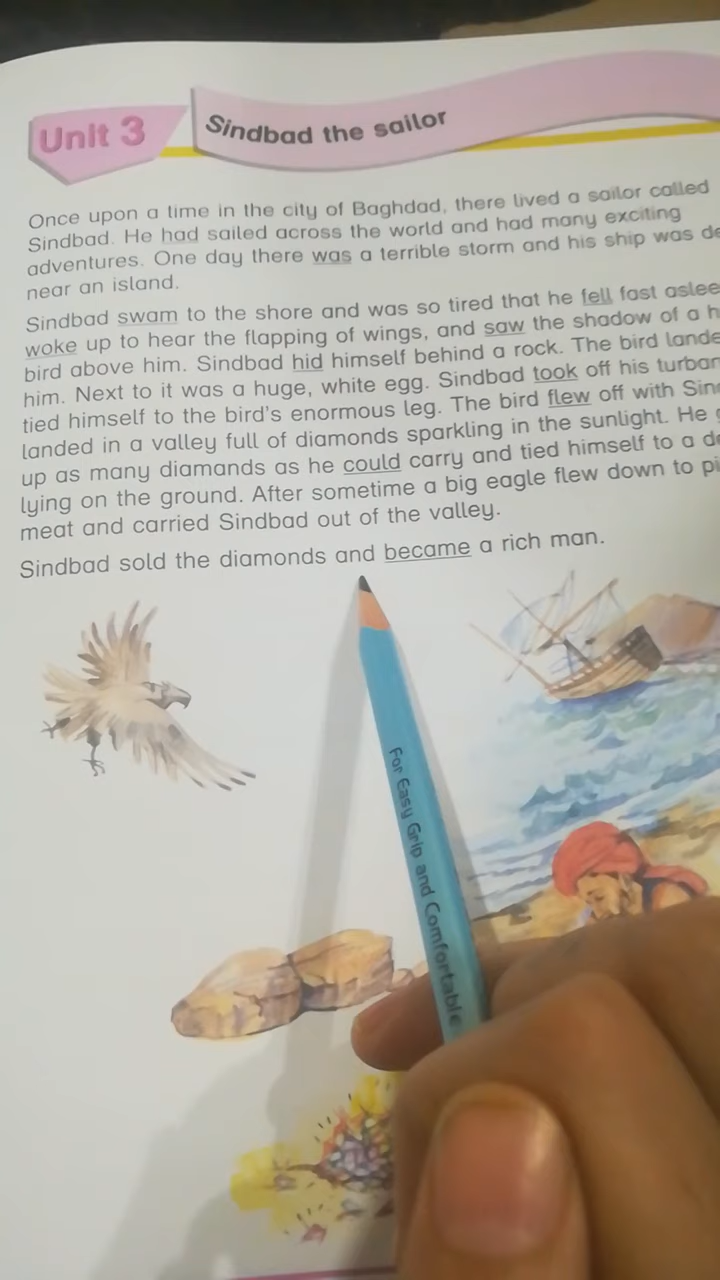 Unit 3
Sindbad the sailor
Once upon a time in the city of Baghdad, there lived a sailor called
Sindbad. He had sailed across the world and had many exciting
adventures. One day there was a terrible storm and his ship was
near an island.
Sindbad swam to the shore and was so tired that he fell fast
woke up to hear the flapping of wings, and saw the shadow of a
bird above him. Sindbad hid himself behind a rock. The bird
him. Next to it was a huge, white egg. Sindbad took off his turban
tied himself to the bird's enormous leg. The bird flew off with
landed in a valley full of diamonds sparkling in the sunlight. He
up as many diamands as he could carry and tied himself to a
lying on the ground. After sometime a big eagle flew down to
meat and carried Sindbad out of the valley.
Sindbad sold the diamonds and became a rich man.
For Easy Grip and Comfortable